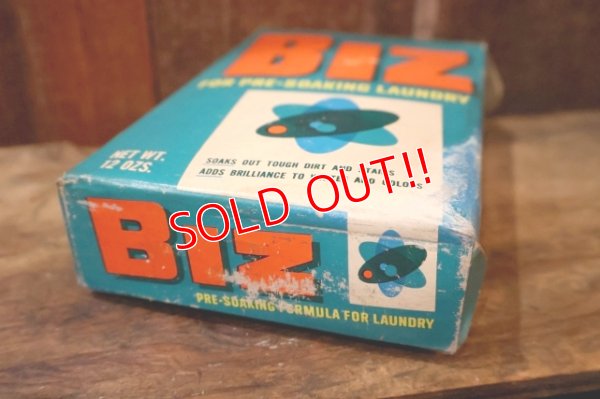 Biz
FOR PRE-SOAKING LAUNDRY
SOAKS OUT TOUGH DIRT AND STAINS
ADDS BRILLIANCE TO WHITES AND COLORS
NET WT.
12 OZS.
SOLD OUT!!
Biz
PRE-SOAKING FORMULA FOR LAUNDRY